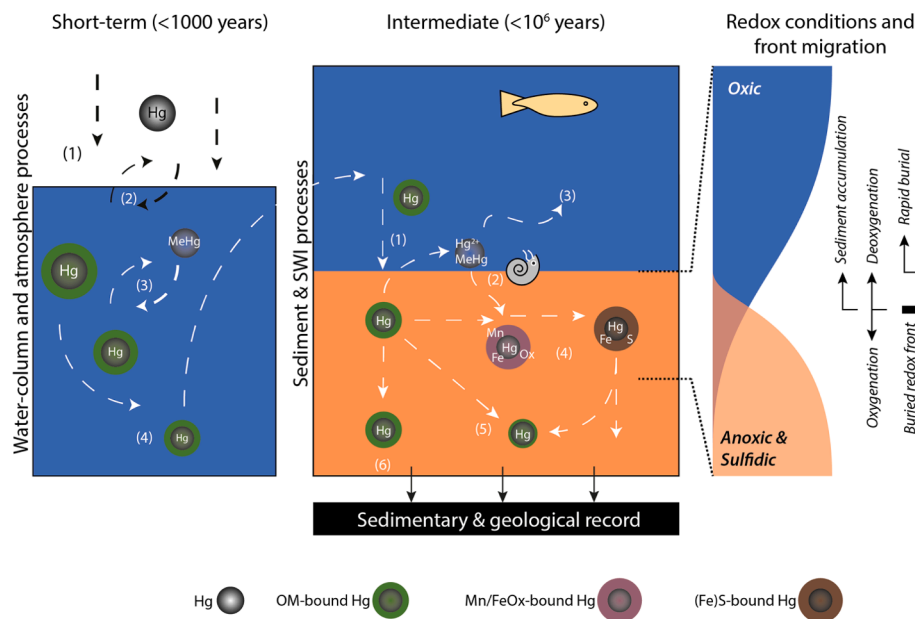 Short-term (<1000 years)
Intermediate (<10⁶ years)
Redox conditions and
front migration
Water-column and atmosphere processes
Hg
(1)
(2)
MeHg
Hg
(3)
Hg
(4)
Hg
Sediment & SWI processes
Hg
(3)
(1)
Hg²⁺
MeHg
(2)
Hg
Mn
Hg
Fe
Ox
(4)
Hg
Fe
S
Hg
(5)
Hg
(6)
Sedimentary & geological record
Oxic
Anoxic &
Sulfidic
Sediment accumulation
Deoxygenation
Rapid burial
Oxygenation
Buried redox front
Hg
OM-bound Hg
Mn/FeOx-bound Hg
(Fe)S-bound Hg